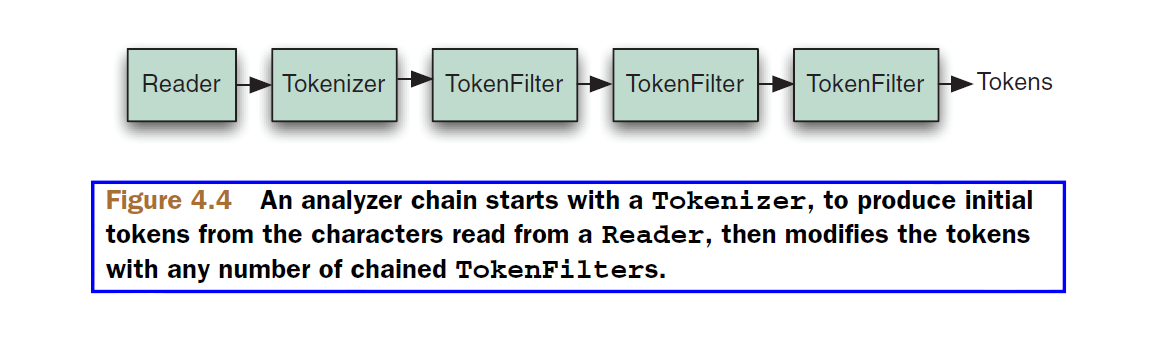 Reader Tokenizer TokenFilter TokenFilter TokenFilter Tokens
Figure 4.4 An analyzer chain starts with a Tokenizer, to produce initial
tokens from the characters read from a Reader, then modifies the tokens
with any number of chained TokenFilters.